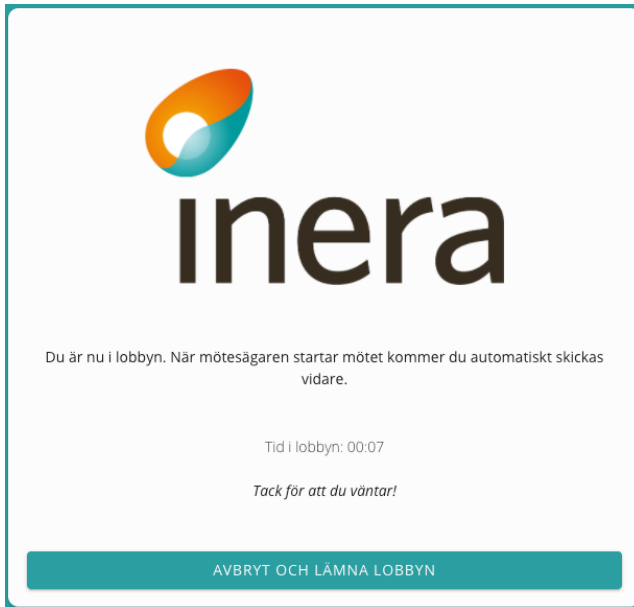 inera
Du är nu i lobbyn. När mötesägaren startar mötet kommer du automatiskt skickas
vidare.
Tid i lobbyn: 00:07
Tack för att du väntar!
AVBRYT OCH LÄMNA LOBBYN